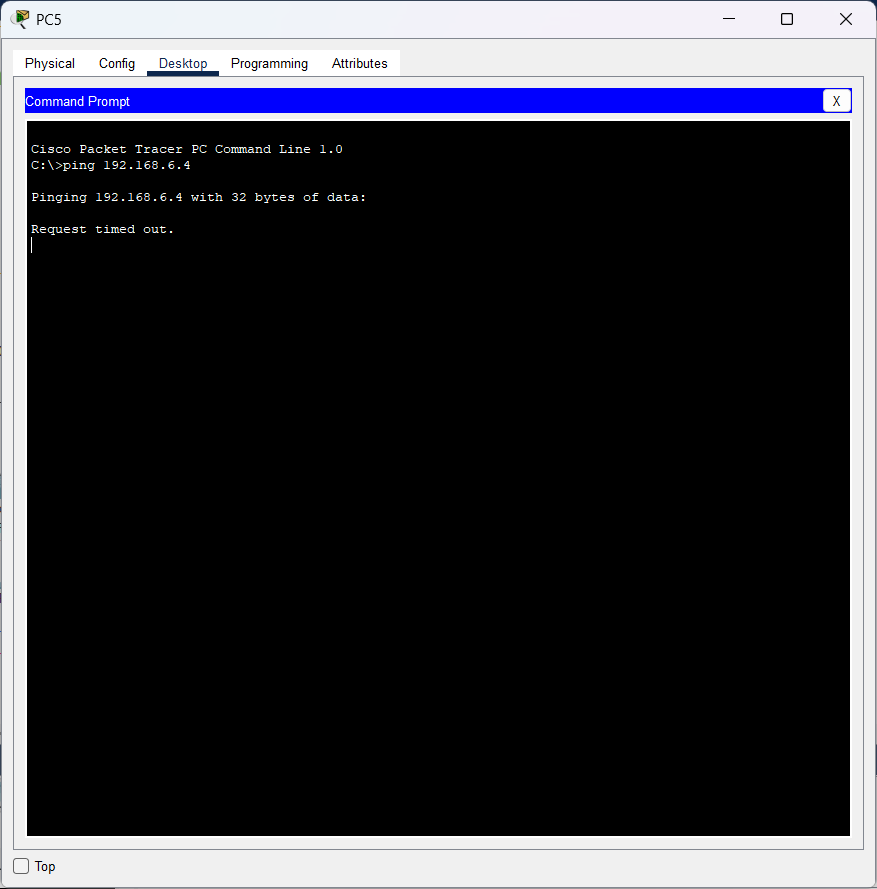 PC5
Physical Config Desktop Programming Attributes
Command Prompt X
Cisco Packet Tracer PC Command Line 1.0
C:\>ping 192.168.6.4
Pinging 192.168.6.4 with 32 bytes of data:
Request timed out.
Top